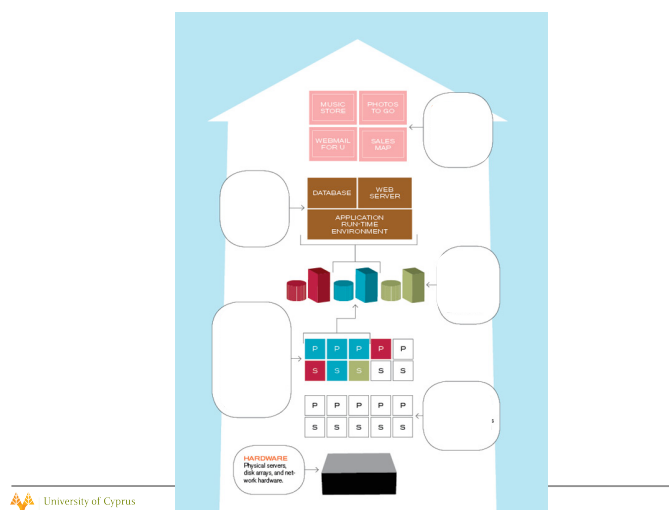 MUSIC
STORE
PHOTOS
TO GO
WEBMAIL
FOR U
SALES
MAP
DATABASE
WEB
SERVER
APPLICATION
RUN-TIME
ENVIRONMENT
P P P P P
S S S S S
P P P P P
S S S S S
HARDWARE
Physical servers,
disk arrays, and net-
work hardware.
University of Cyprus